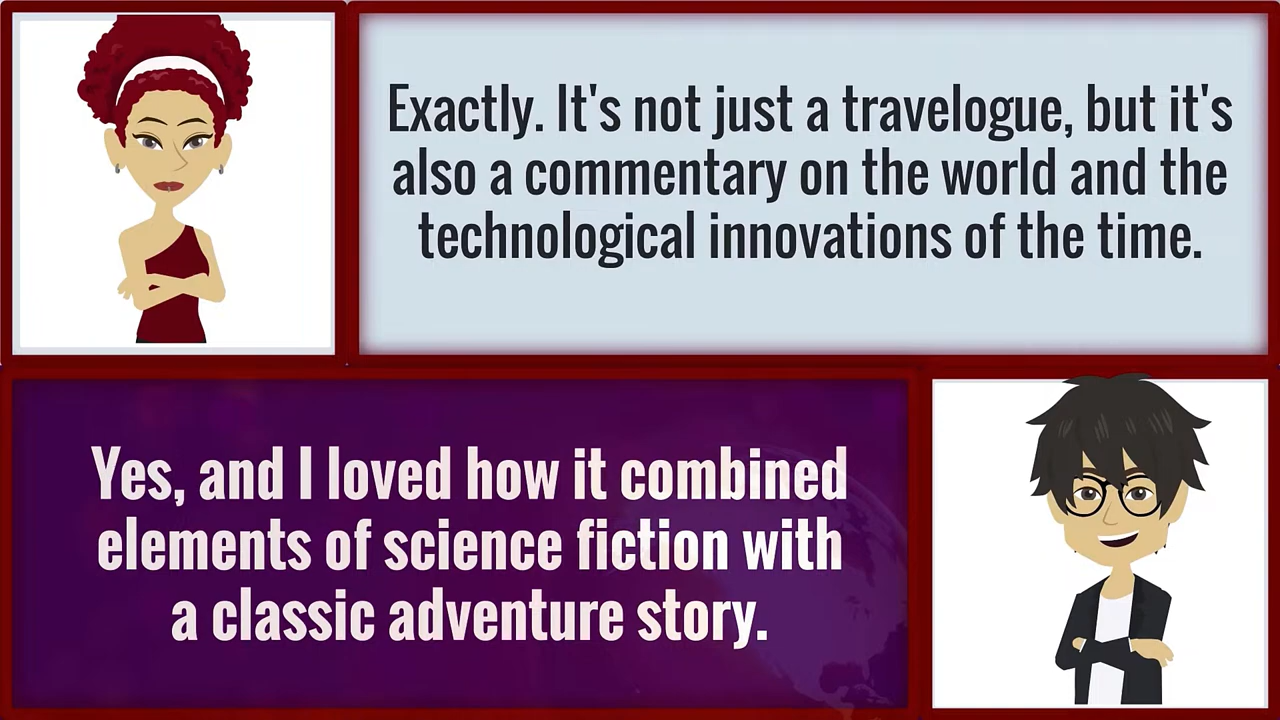 Exactly. It's not just a travelogue, but it's
also a commentary on the world and the
technological innovations of the time.
Yes, and I loved how it combined
elements of science fiction with
a classic adventure story.